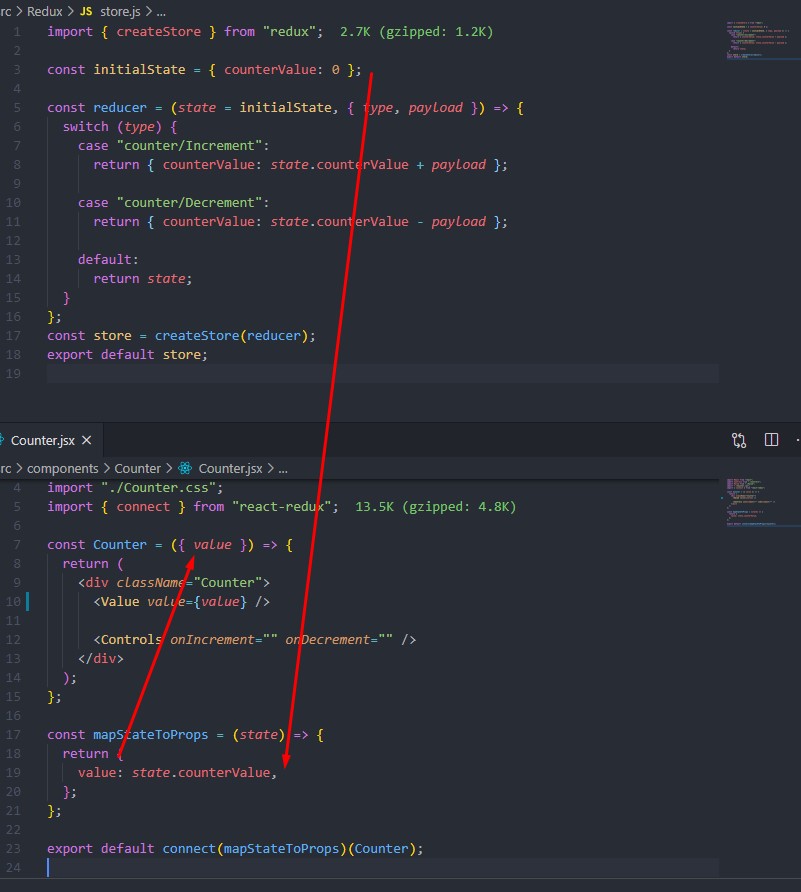 rc > Redux > JS store.js > ...
1 import { createStore } from "redux"; 2.7K (gzipped: 1.2K)
2
3 const initialState = { counterValue: 0 };
4
5 const reducer = (state = initialState, { type, payload }) => {
6 switch (type) {
7 case "counter/Increment":
8 return { counterValue: state.counterValue + payload };
9
10 case "counter/Decrement":
11 return { counterValue: state.counterValue - payload };
12
13 default:
14 return state;
15 }
16 };
17 const store = createStore(reducer);
18 export default store;
19
Counter.jsx ×
rc > components > Counter > Counter.jsx > ...
4 import "./Counter.css";
5 import { connect } from "react-redux"; 13.5K (gzipped: 4.8K)
6
7 const Counter = ({ value }) => {
8 return (
9 <div className="Counter">
10 <Value value={value} />
11
12 <Controls onIncrement="" onDecrement="" />
13 </div>
14 );
15 };
16
17 const mapStateToProps = (state) => {
18 return {
19 value: state.counterValue,
20 };
21 };
22
23 export default connect(mapStateToProps)(Counter);
24